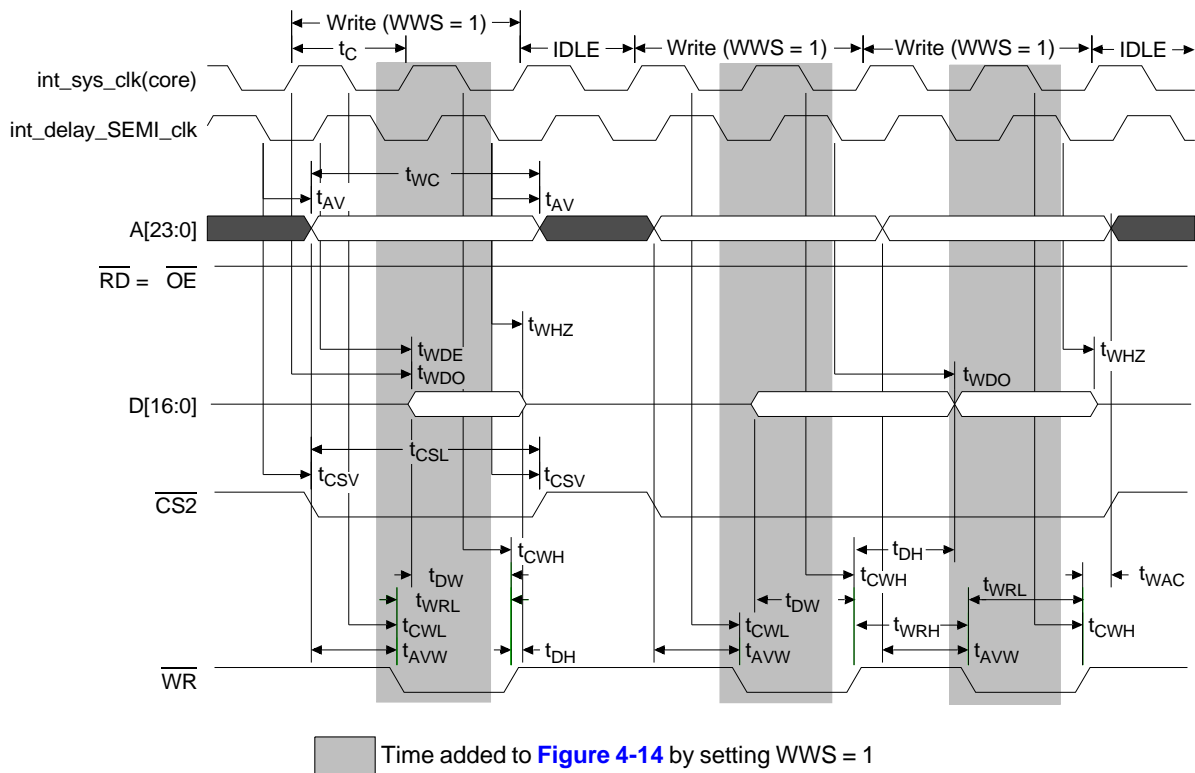 Write (WWS = 1)
tC
IDLE
Write (WWS = 1)
Write (WWS = 1)
IDLE
int_sys_clk(core)
int_delay_SEMI_clk
tWC
tAV
tAV
A[23:0]
RD = OE
tWHZ
tWDE
tWHZ
tWDO
tWDO
D[16:0]
tCSL
tCSV
tCSV
CS2
tCWH
tDH
tDW
tCWH
tWAC
tWRL
tDW
tWRL
tCWL
tCWL
tWRH
tCWH
tAVW
tDH
tAVW
tAVW
WR
Time added to Figure 4-14 by setting WWS = 1